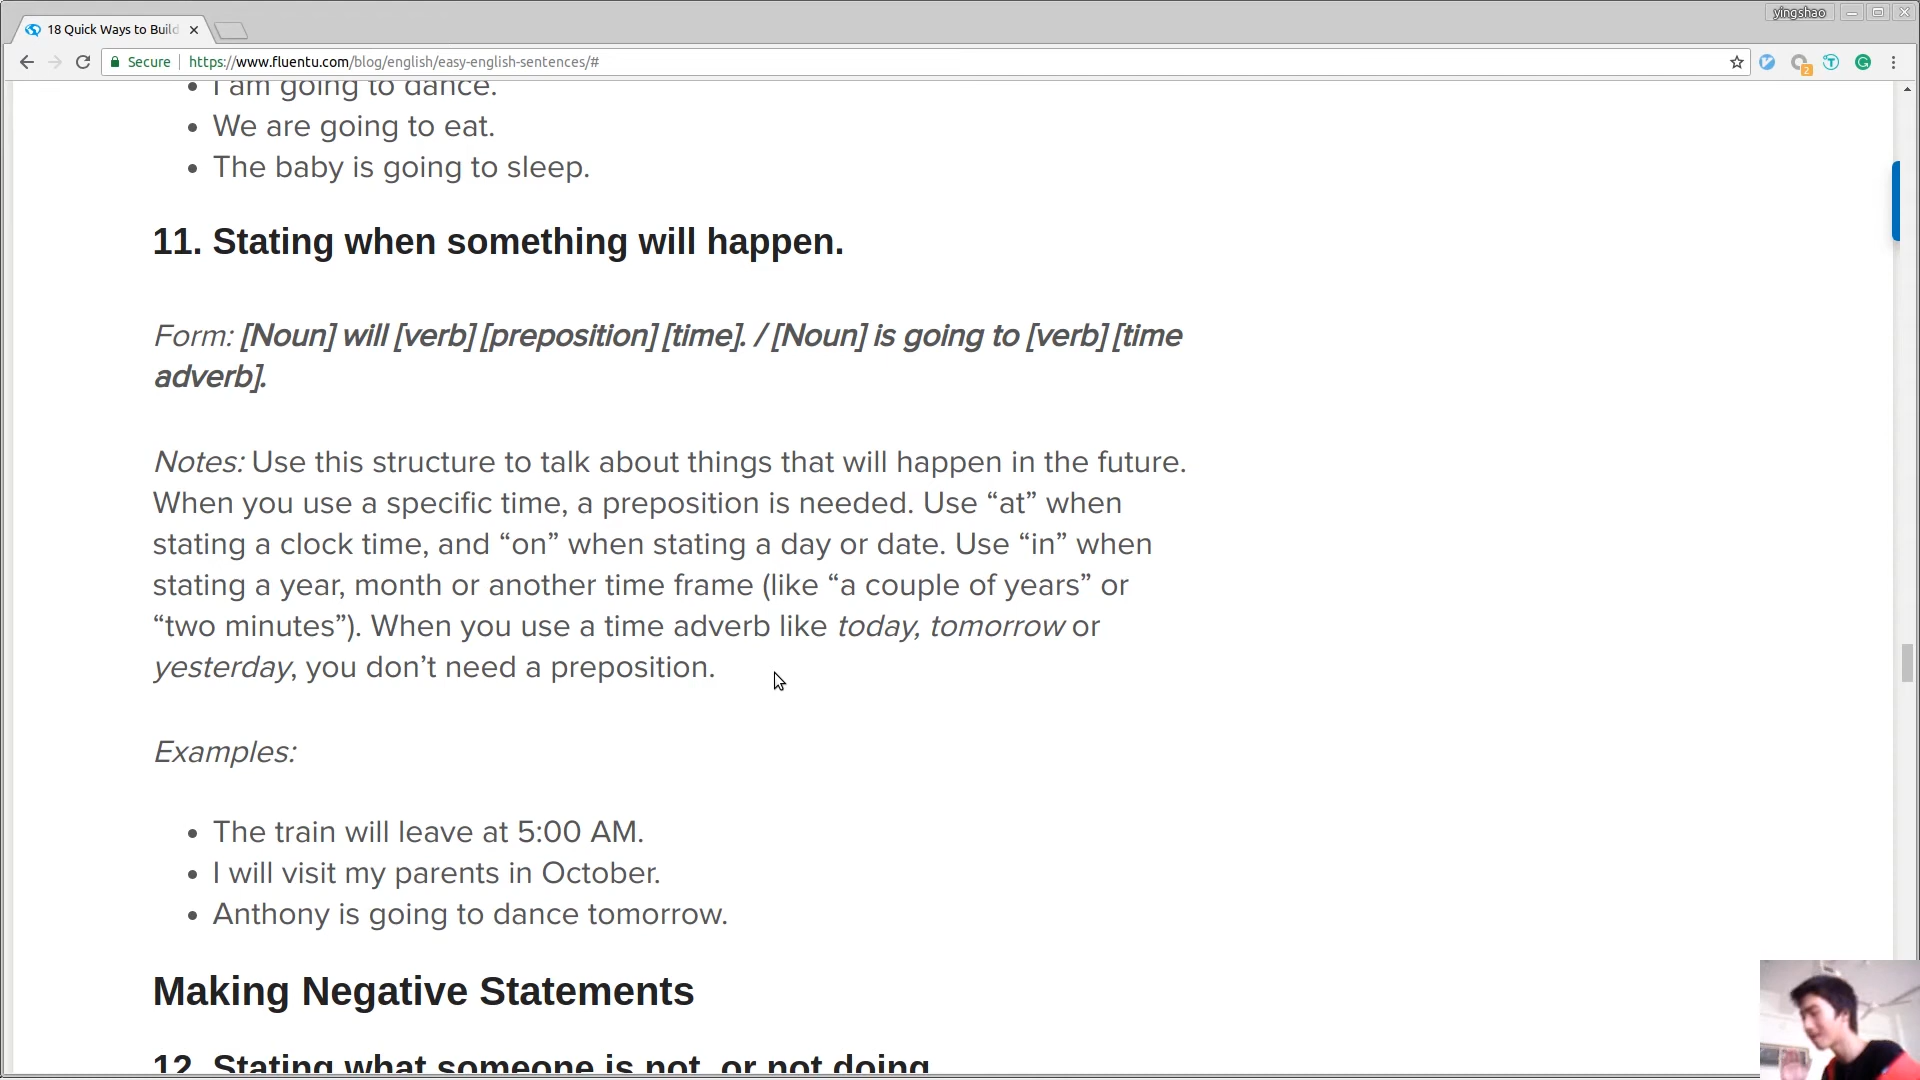 yingshao
18 Quick Ways to Build
Secure https://www.fluentu.com/blog/english/easy-english-sentences/#
2
• I am going to dance.
• We are going to eat.
• The baby is going to sleep.
11. Stating when something will happen.
Form: [Noun] will [verb] [preposition] [time]. / [Noun] is going to [verb] [time
adverb].
Notes: Use this structure to talk about things that will happen in the future.
When you use a specific time, a preposition is needed. Use “at” when
stating a clock time, and “on” when stating a day or date. Use “in” when
stating a year, month or another time frame (like “a couple of years” or
“two minutes”). When you use a time adverb like today, tomorrow or
yesterday, you don’t need a preposition.
Examples:
• The train will leave at 5:00 AM.
• I will visit my parents in October.
• Anthony is going to dance tomorrow.
Making Negative Statements
12. Stating what someone is not, or not doing.